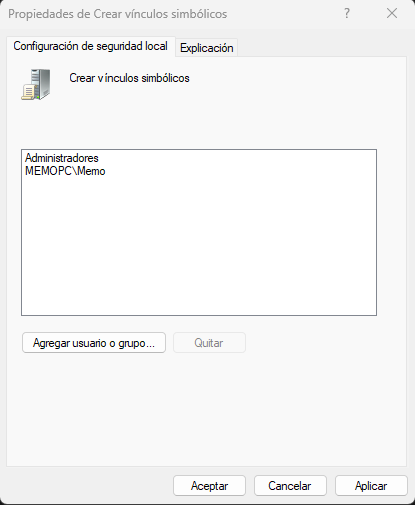 Propiedades de Crear vínculos simbólicos
Configuración de seguridad local
Explicación
Crear vínculos simbólicos
Administradores
MEMOPC\Memo
Agregar usuario o grupo...
Quitar
Aceptar
Cancelar
Aplicar